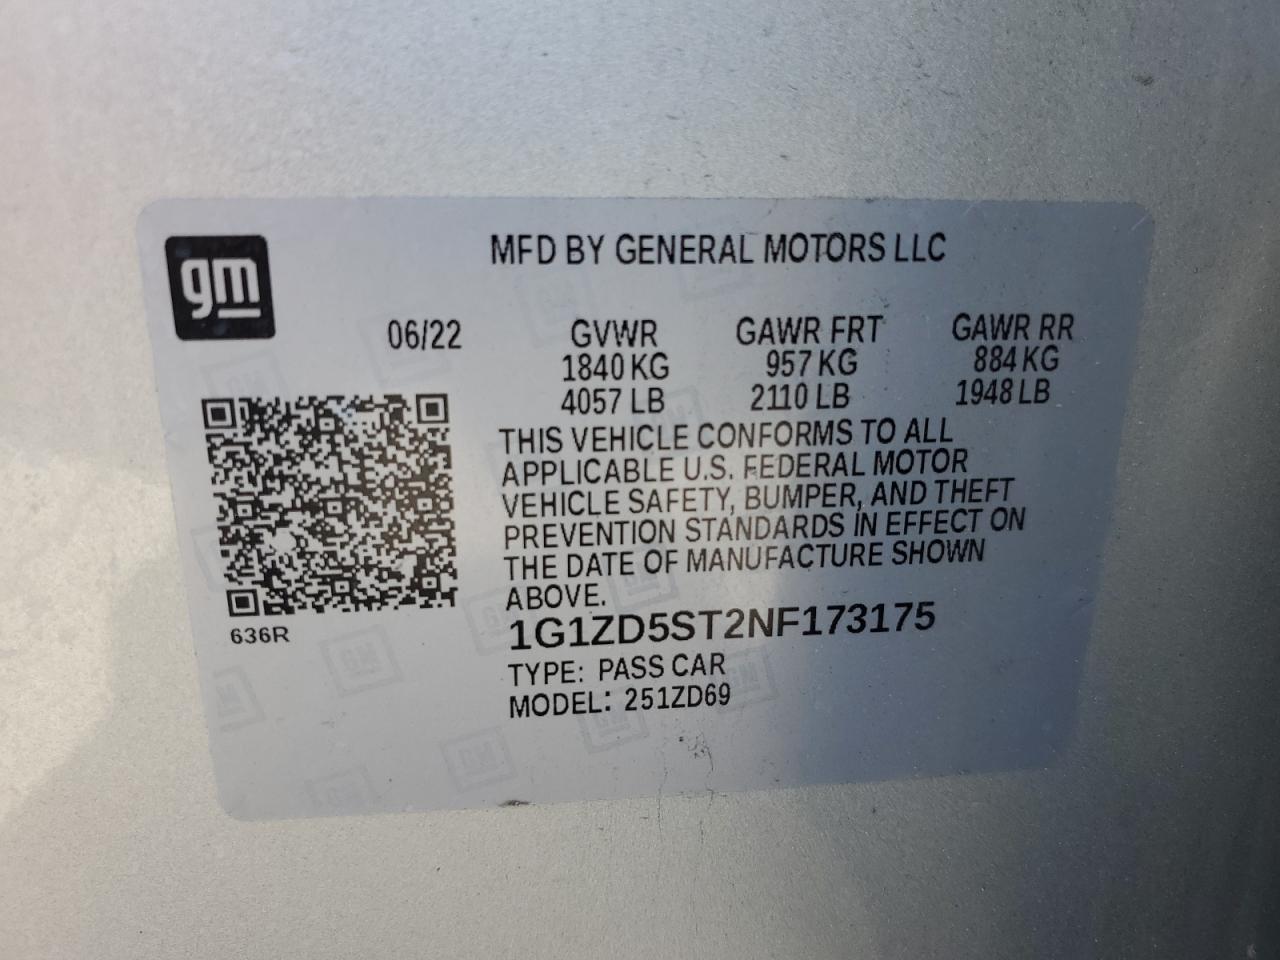 gm
MFD BY GENERAL MOTORS LLC
06/22 GVWR GAWR FRT GAWR RR
1840 KG 957 KG 884 KG
4057 LB 2110 LB 1948 LB
THIS VEHICLE CONFORMS TO ALL
APPLICABLE U.S. FEDERAL MOTOR
VEHICLE SAFETY, BUMPER, AND THEFT
PREVENTION STANDARDS IN EFFECT ON
THE DATE OF MANUFACTURE SHOWN
ABOVE.
636R
1G1ZD5ST2NF173175
TYPE: PASS CAR
MODEL: 251ZD69